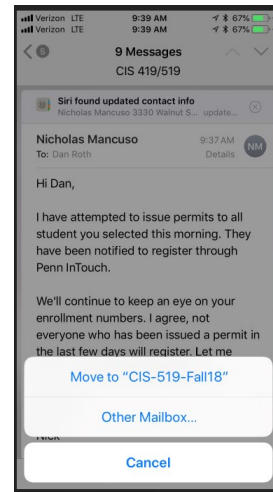 Verizon LTE 9:39 AM 67%
Verizon LTE 9:39 AM 67%
6 9 Messages
CIS 419/519
Siri found updated contact info
Nicholas Mancuso 3330 Walnut S... update...
Nicholas Mancuso 9:37 AM
To: Dan Roth Details NM
Hi Dan,
I have attempted to issue permits to all
student you selected this morning. They
have been notified to register through
Penn InTouch.
We'll continue to keep an eye on your
enrollment numbers. I agree, not
everyone who has been issued a permit in
the last few days will register. Let me
Move to “CIS-519-Fall18”
Other Mailbox...
Nick
Cancel